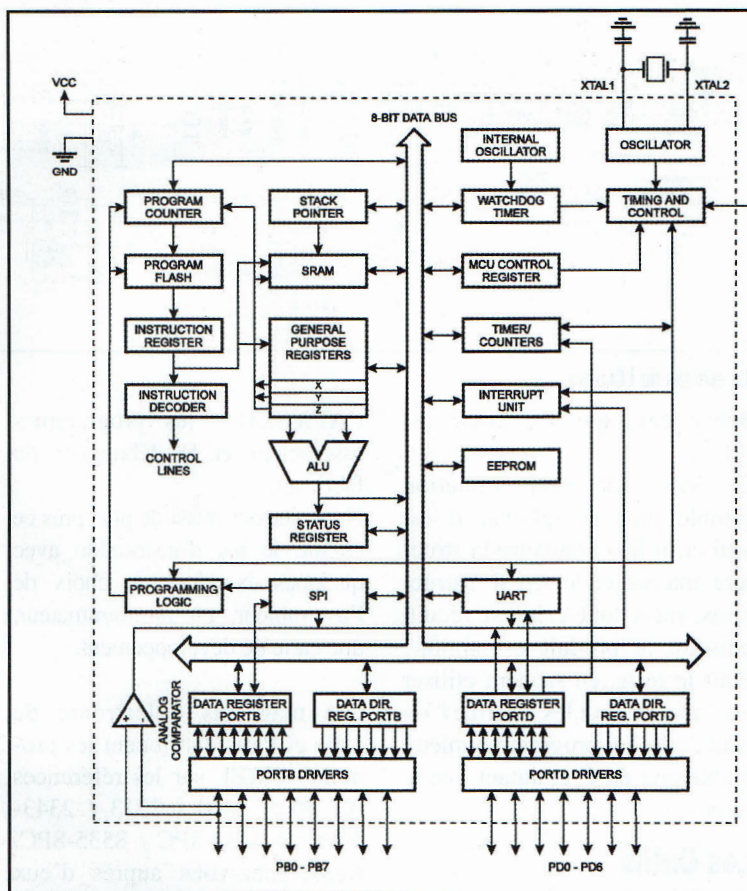 VCC
XTAL1
XTAL2
8-BIT DATA BUS
GND
INTERNAL
OSCILLATOR
OSCILLATOR
PROGRAM
COUNTER
STACK
POINTER
WATCHDOG
TIMER
TIMING AND
CONTROL
PROGRAM
FLASH
SRAM
MCU CONTROL
REGISTER
INSTRUCTION
REGISTER
GENERAL
PURPOSE
REGISTERS
X
Y
Z
TIMER/
COUNTERS
INSTRUCTION
DECODER
INTERRUPT
UNIT
CONTROL
LINES
ALU
EEPROM
STATUS
REGISTER
PROGRAMMING
LOGIC
SPI
UART
ANALOG
COMPARATOR
DATA REGISTER
PORTB
DATA DIR.
REG. PORTB
DATA REGISTER
PORTD
DATA DIR.
REG. PORTD
PORTB DRIVERS
PORTD DRIVERS
PB0 - PB7
PD0 - PD6